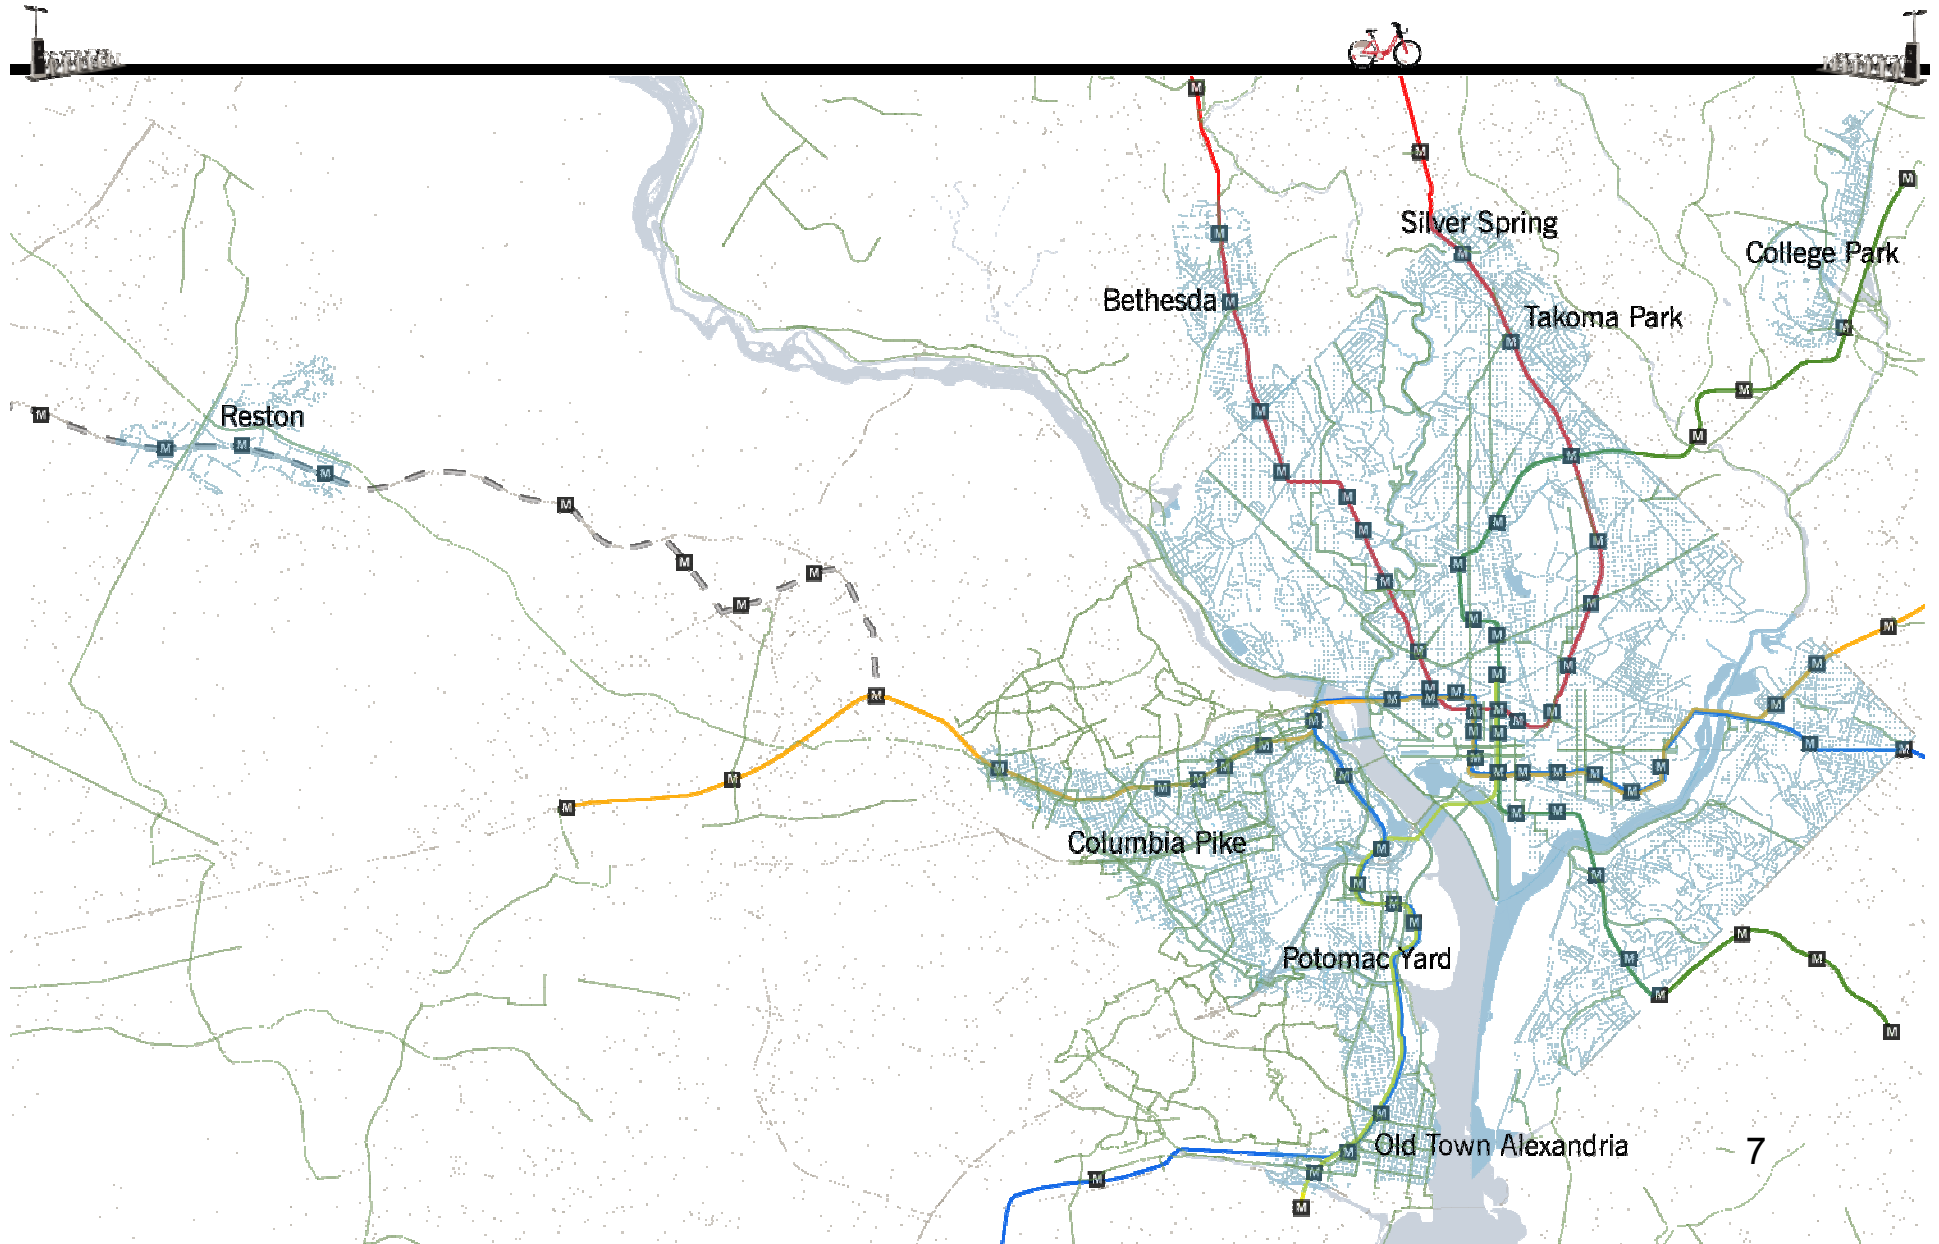 Silver Spring
College Park
Bethesda
Takoma Park
Reston
Columbia Pike
Potomac Yard
Old Town Alexandria
7